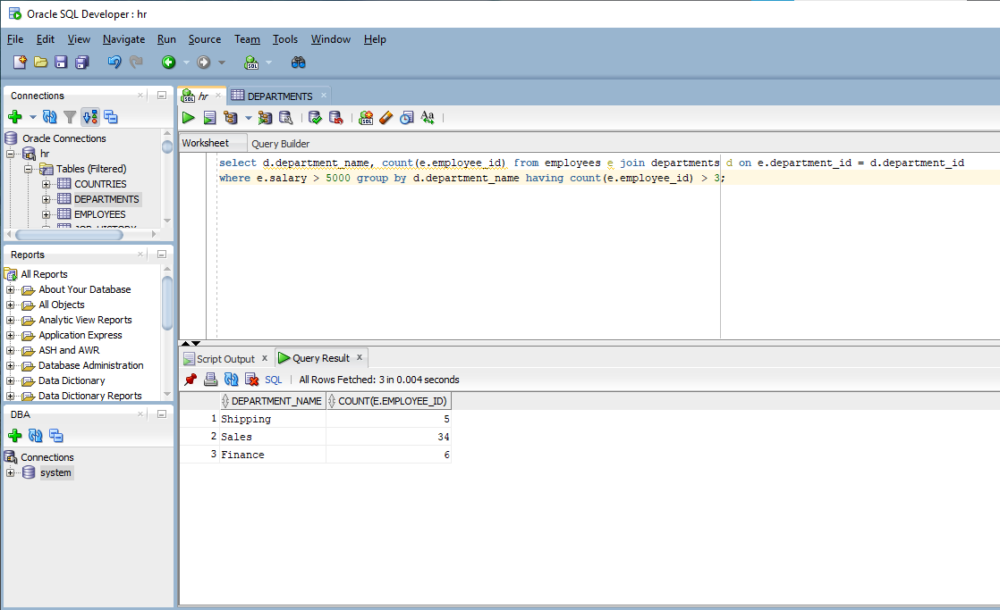 Oracle SQL Developer : hr
File Edit View Navigate Run Source Team Tools Window Help
Connections
Oracle Connections
hr
Tables (Filtered)
COUNTRIES
DEPARTMENTS
EMPLOYEES
JOB_HISTORY
Reports
All Reports
About Your Database
All Objects
Analytic View Reports
Application Express
ASH and AWR
Database Administration
Data Dictionary
Data Dictionary Reports
DBA
Connections
system
hr DEPARTMENTS
Worksheet Query Builder
select d.department_name, count(e.employee_id) from employees e join departments d on e.department_id = d.department_id
where e.salary > 5000 group by d.department_name having count(e.employee_id) > 3;
Script Output Query Result
SQL All Rows Fetched: 3 in 0.004 seconds
DEPARTMENT_NAME COUNT(E.EMPLOYEE_ID)
1 Shipping 5
2 Sales 34
3 Finance 6